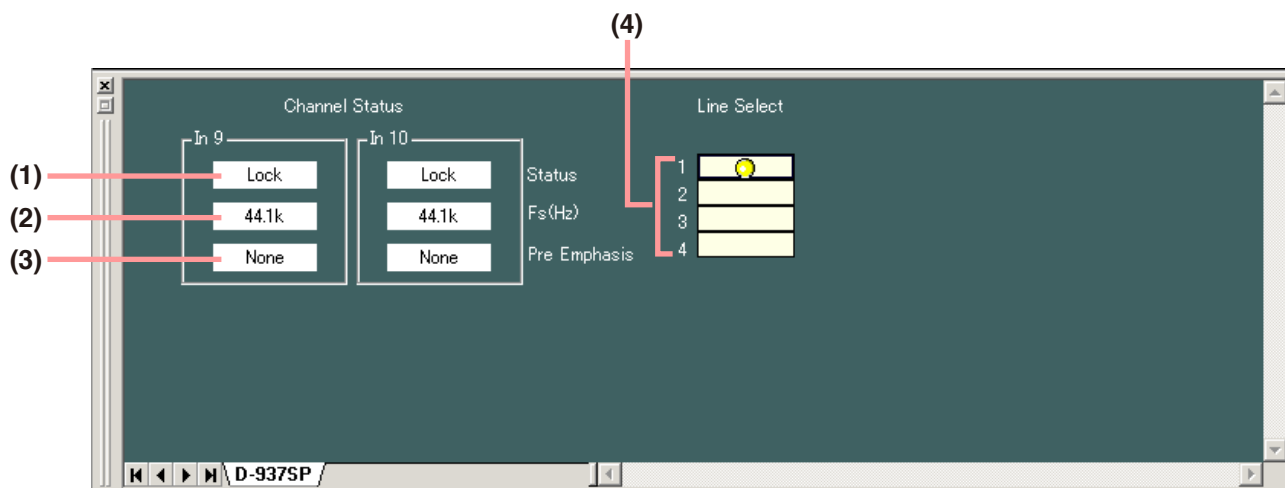 (4)
Channel Status
Line Select
In 9
In 10
(1)
Lock
Lock
Status
1
2
(2)
44.1k
44.1k
Fs(Hz)
3
(3)
None
None
Pre Emphasis
4
D-937SP